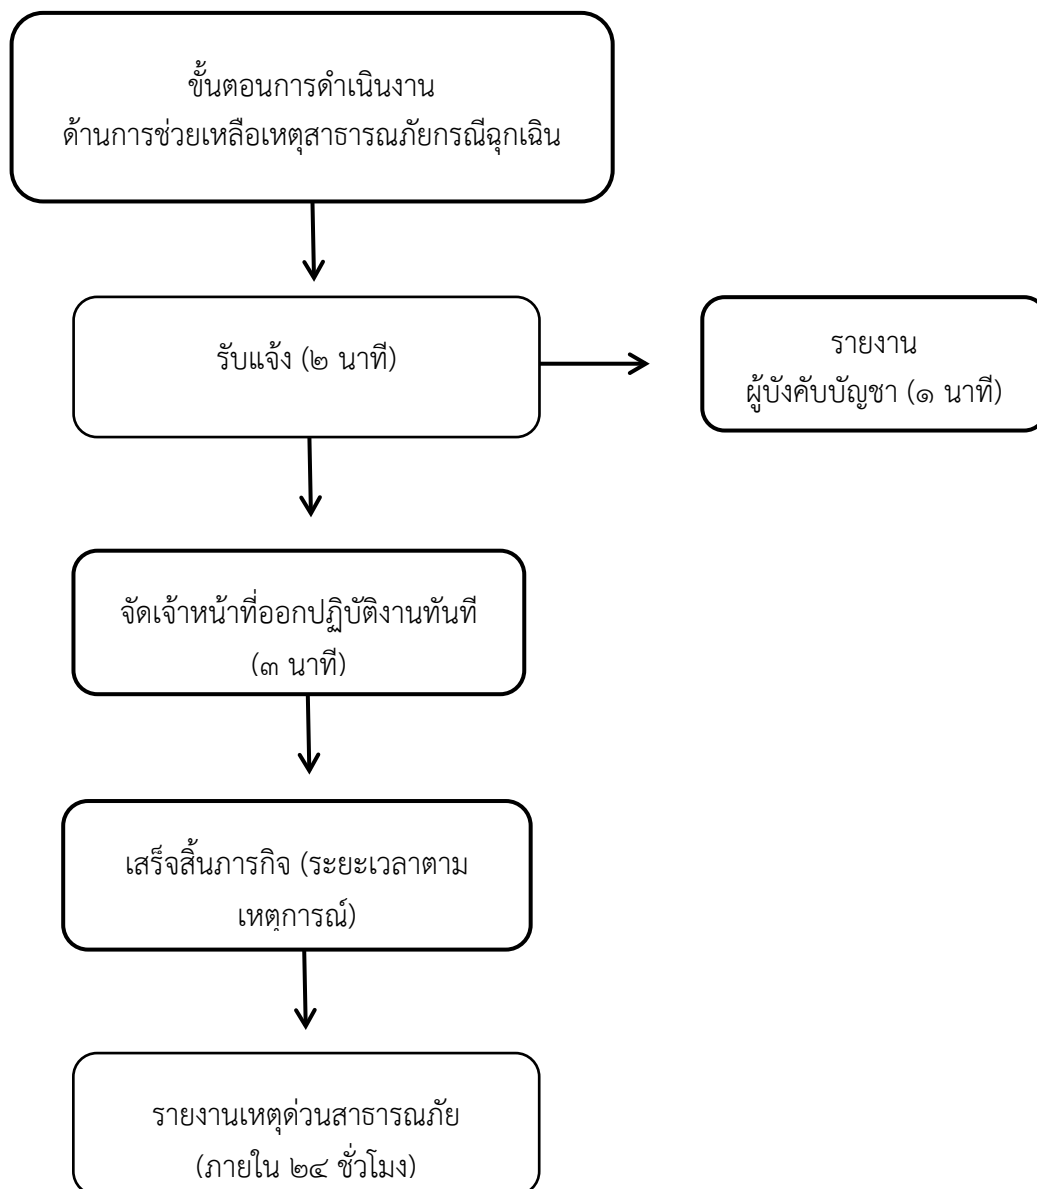 ขั้นตอนการดำเนินงาน
ด้านการช่วยเหลือเหตุสาธารณภัยกรณีฉุกเฉิน
รับแจ้ง (๒ นาที)
รายงาน
ผู้บังคับบัญชา (๑ นาที)
จัดเจ้าหน้าที่ออกปฏิบัติงานทันที
(๓ นาที)
เสร็จสิ้นภารกิจ (ระยะเวลาตาม
เหตุการณ์)
รายงานเหตุด่วนสาธารณภัย
(ภายใน ๒๔ ชั่วโมง)